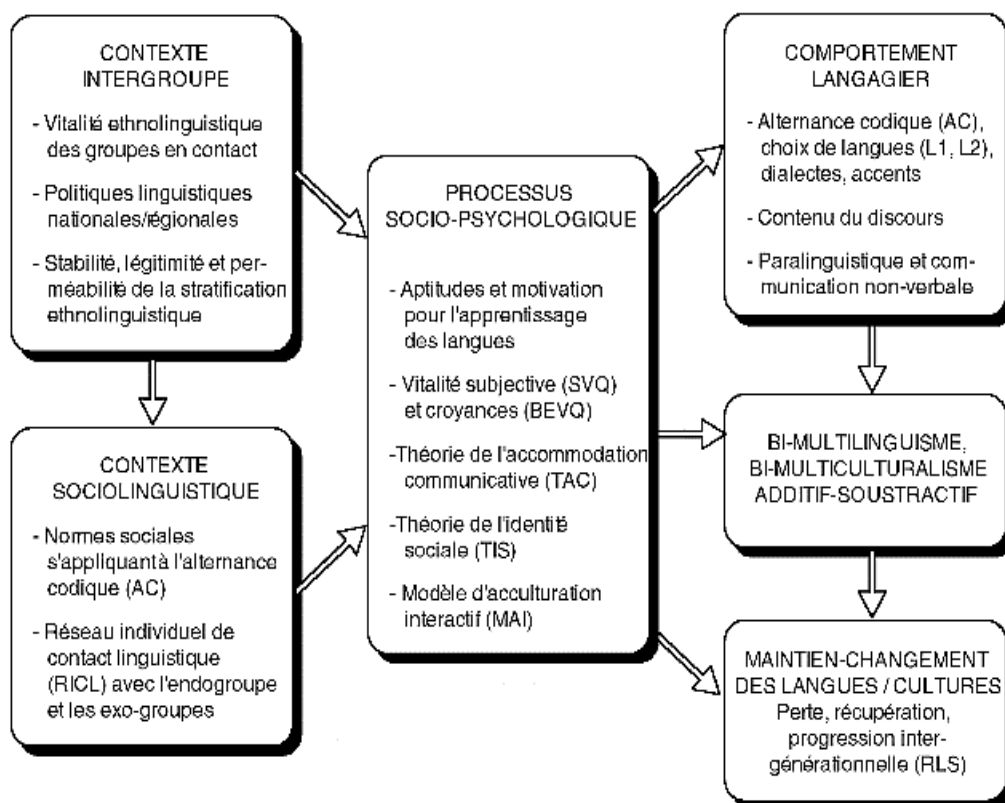 CONTEXTE
INTERGROUPE
- Vitalité ethnolinguistique
des groupes en contact
- Politiques linguistiques
nationales/régionales
- Stabilité, légitimité et per-
méabilité de la stratification
ethnolinguistique
CONTEXTE
SOCIOLINGUISTIQUE
- Normes sociales
s'appliquant à l'alternance
codique (AC)
- Réseau individuel de
contact linguistique
(RICL) avec l'endogroupe
et les exo-groupes
PROCESSUS
SOCIO-PSYCHOLOGIQUE
- Aptitudes et motivation
pour l'apprentissage
des langues
- Vitalité subjective (SVQ)
et croyances (BEVQ)
-Théorie de l'accommodation
communicative (TAC)
-Théorie de l'identité
sociale (TIS)
- Modèle d'acculturation
interactif (MAI)
COMPORTEMENT
LANGAGIER
- Alternance codique (AC),
choix de langues (L1, L2),
dialectes, accents
- Contenu du discours
- Paralinguistique et com-
munication non-verbale
BI-MULTILINGUISME,
BI-MULTICULTURALISME
ADDITIF-SOUSTRACTIF
MAINTIEN-CHANGEMENT
DES LANGUES / CULTURES
Perte, récupération,
progression inter-
générationnelle (RLS)